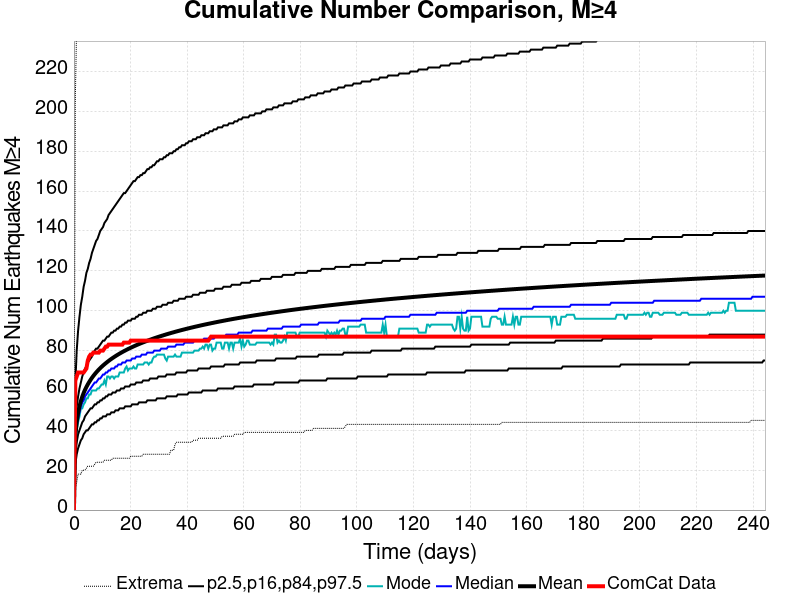 Cumulative Number Comparison, M≥4
Cumulative Num Earthquakes M≥4
220
200
180
160
140
120
100
80
60
40
20
0
0 20 40 60 80 100 120 140 160 180 200 220 240
Time (days)
Extrema p2.5,p16,p84,p97.5 Mode Median Mean ComCat Data